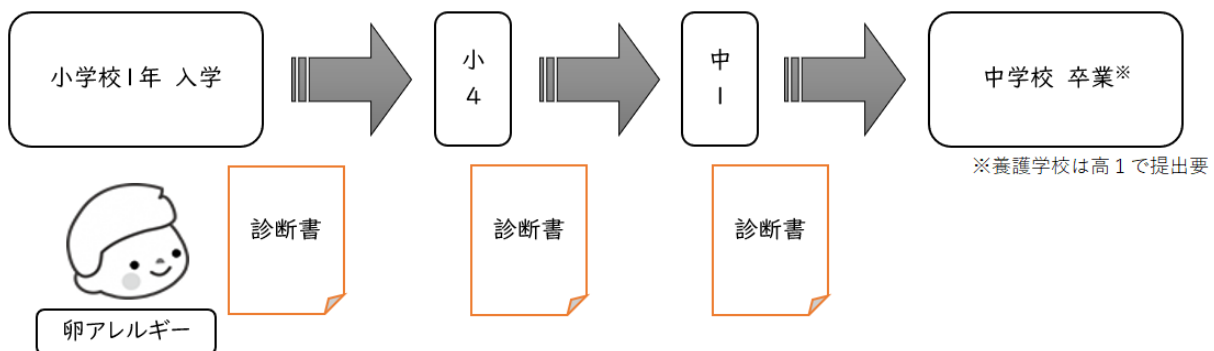 小学校1年 入学
小
4
中
1
中学校 卒業※
※養護学校は高1で提出要
診断書
診断書
診断書
卵アレルギー